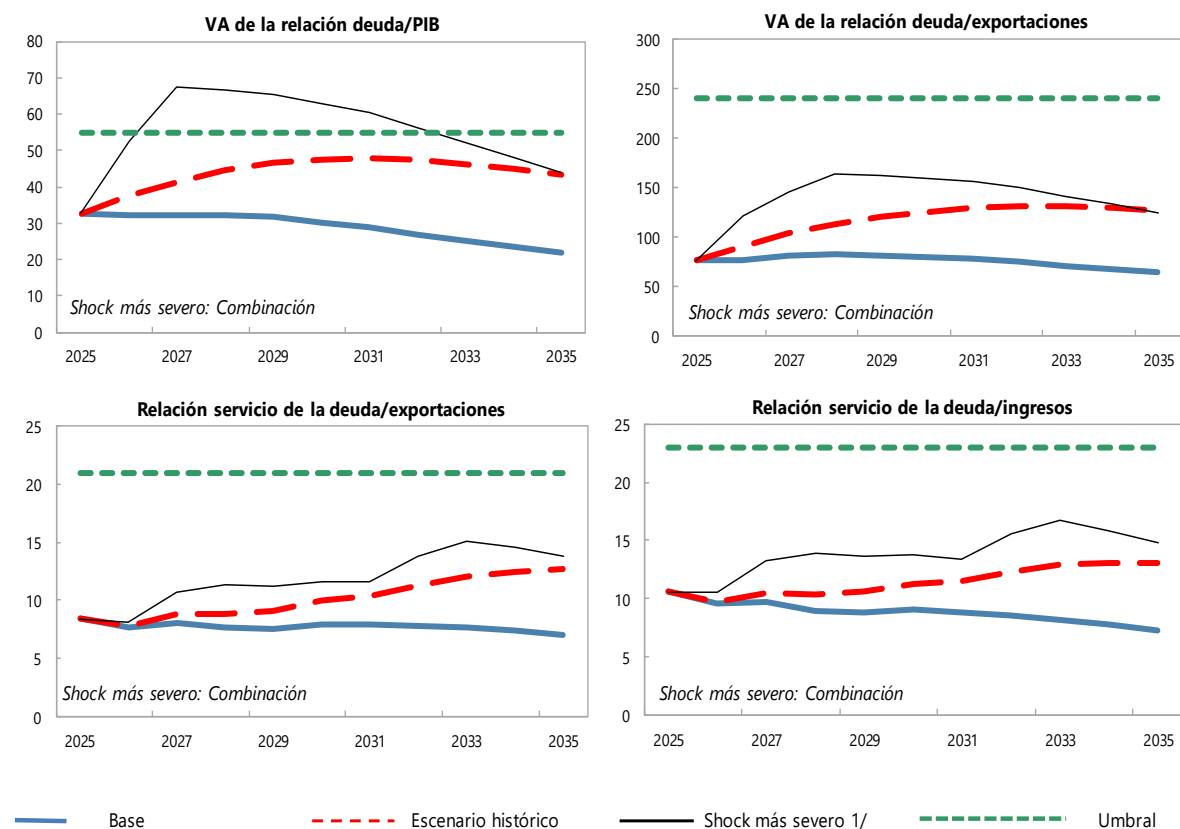 VA de la relación deuda/PIB
80
70
60
50
40
30
20
10
0
Shock más severo: Combinación
2025 2027 2029 2031 2033 2035
VA de la relación deuda/exportaciones
300
250
200
150
100
50
0
Shock más severo: Combinación
2025 2027 2029 2031 2033 2035
Relación servicio de la deuda/exportaciones
25
20
15
10
5
0
Shock más severo: Combinación
2025 2027 2029 2031 2033 2035
Relación servicio de la deuda/ingresos
25
20
15
10
5
0
Shock más severo: Combinación
2025 2027 2029 2031 2033 2035
Base Escenario histórico Shock más severo 1/ Umbral